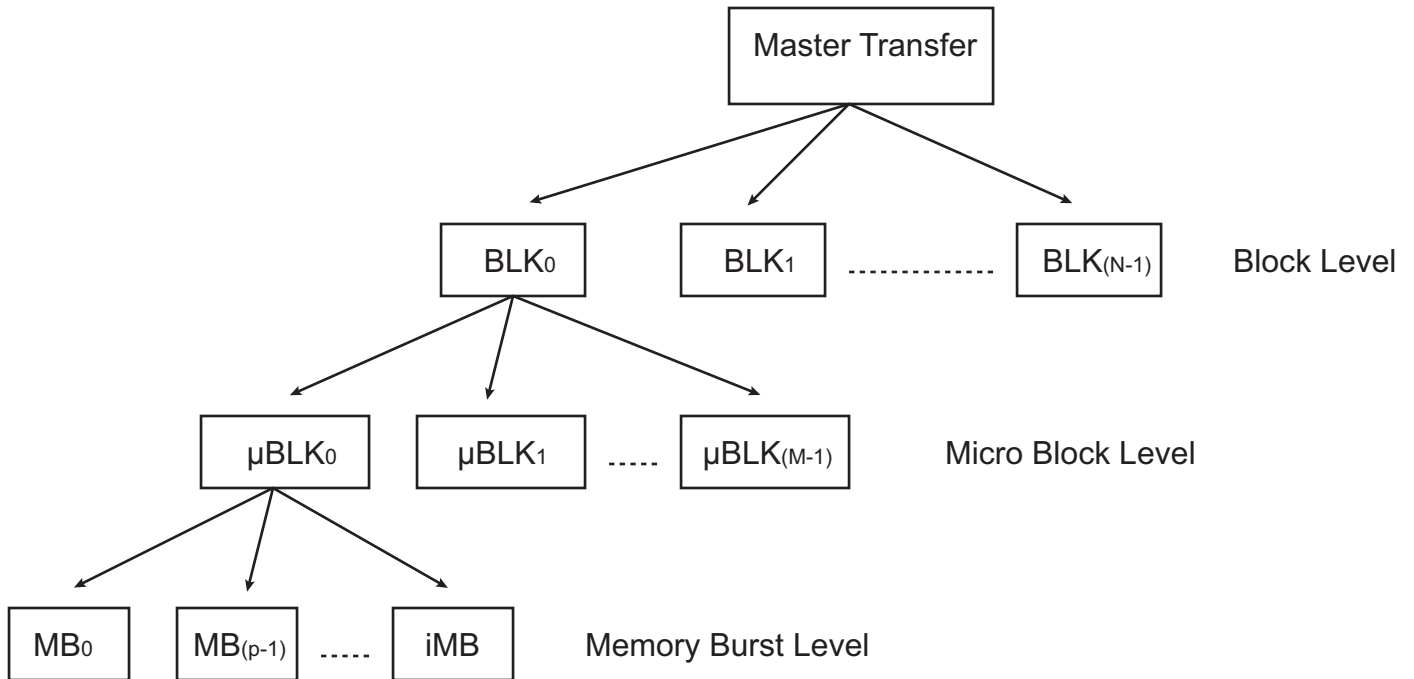 Master Transfer
BLK0 BLK1 BLK(N-1) Block Level
µBLK0 µBLK1 µBLK(M-1) Micro Block Level
MB0 MB(p-1) iMB Memory Burst Level